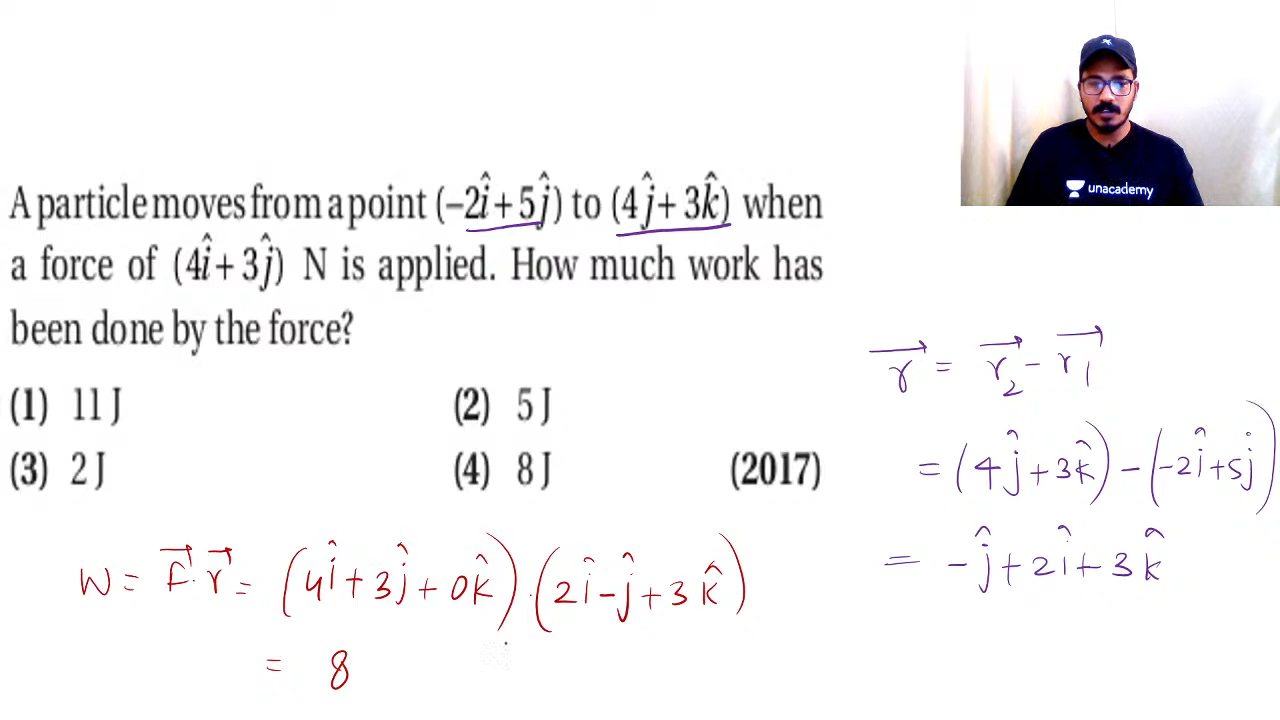 unacademy
A particle moves from a point (−2î + 5ĵ) to (4ĵ + 3k̂) when
a force of (4î + 3ĵ) N is applied. How much work has
been done by the force?
(1) 11 J (2) 5 J
(3) 2 J (4) 8 J (2017)
r⃗ = r⃗₂ − r⃗₁
= (4ĵ + 3k̂) − (−2î + 5ĵ)
= −ĵ + 2î + 3k̂
W = F⃗.r⃗ = (4î + 3ĵ + 0k̂).(2î − ĵ + 3k̂)
= 8